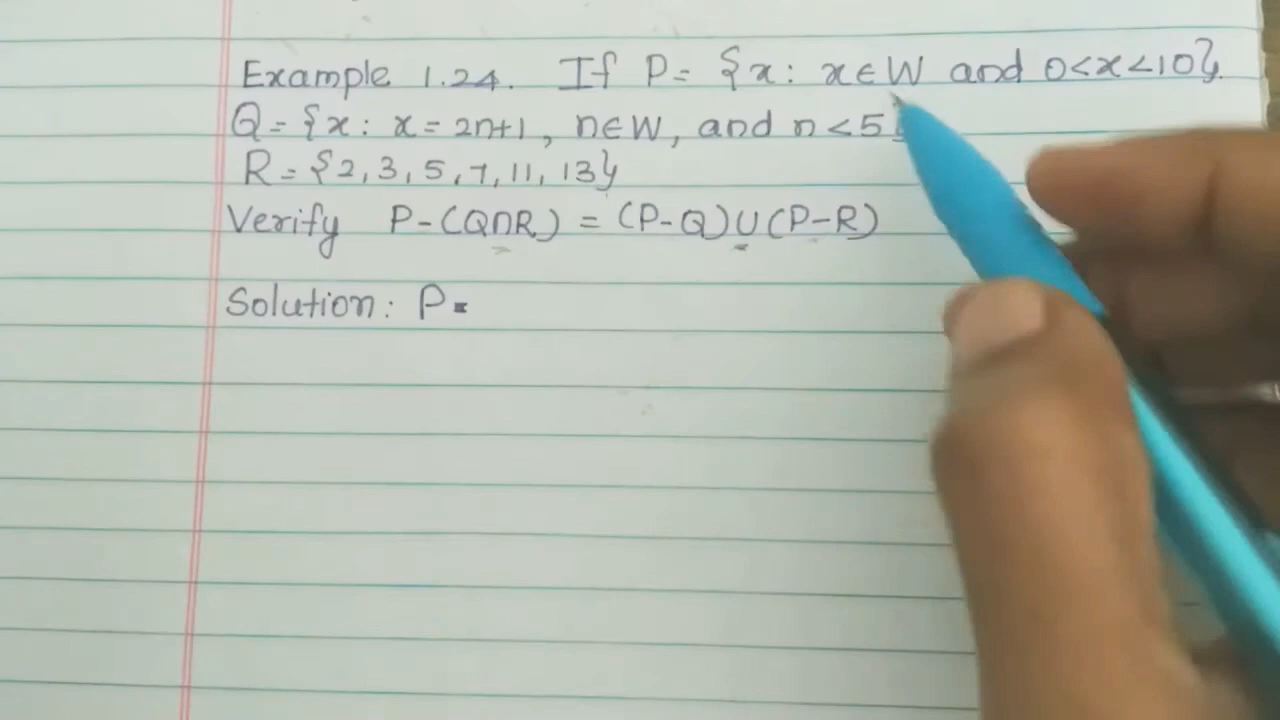 Example 1.24. If P = {x : x∈W and 0<x<10},
Q = {x : x = 2n+1, n∈W, and n<5}
R = {2, 3, 5, 7, 11, 13}
Verify P-(Q∩R) = (P-Q)∪(P-R)
Solution: P =